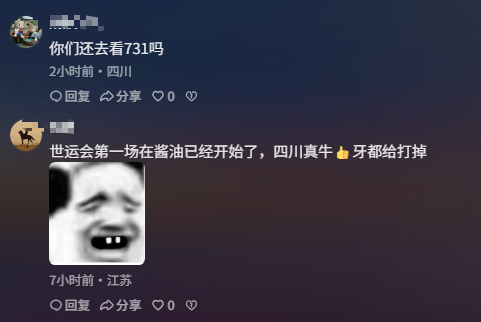 你们还去看731吗
2小时前·四川
回复 分享 0
世运会第一场在酱油已经开始了，四川真牛👍牙都给打掉
7小时前·江苏
回复 分享 0